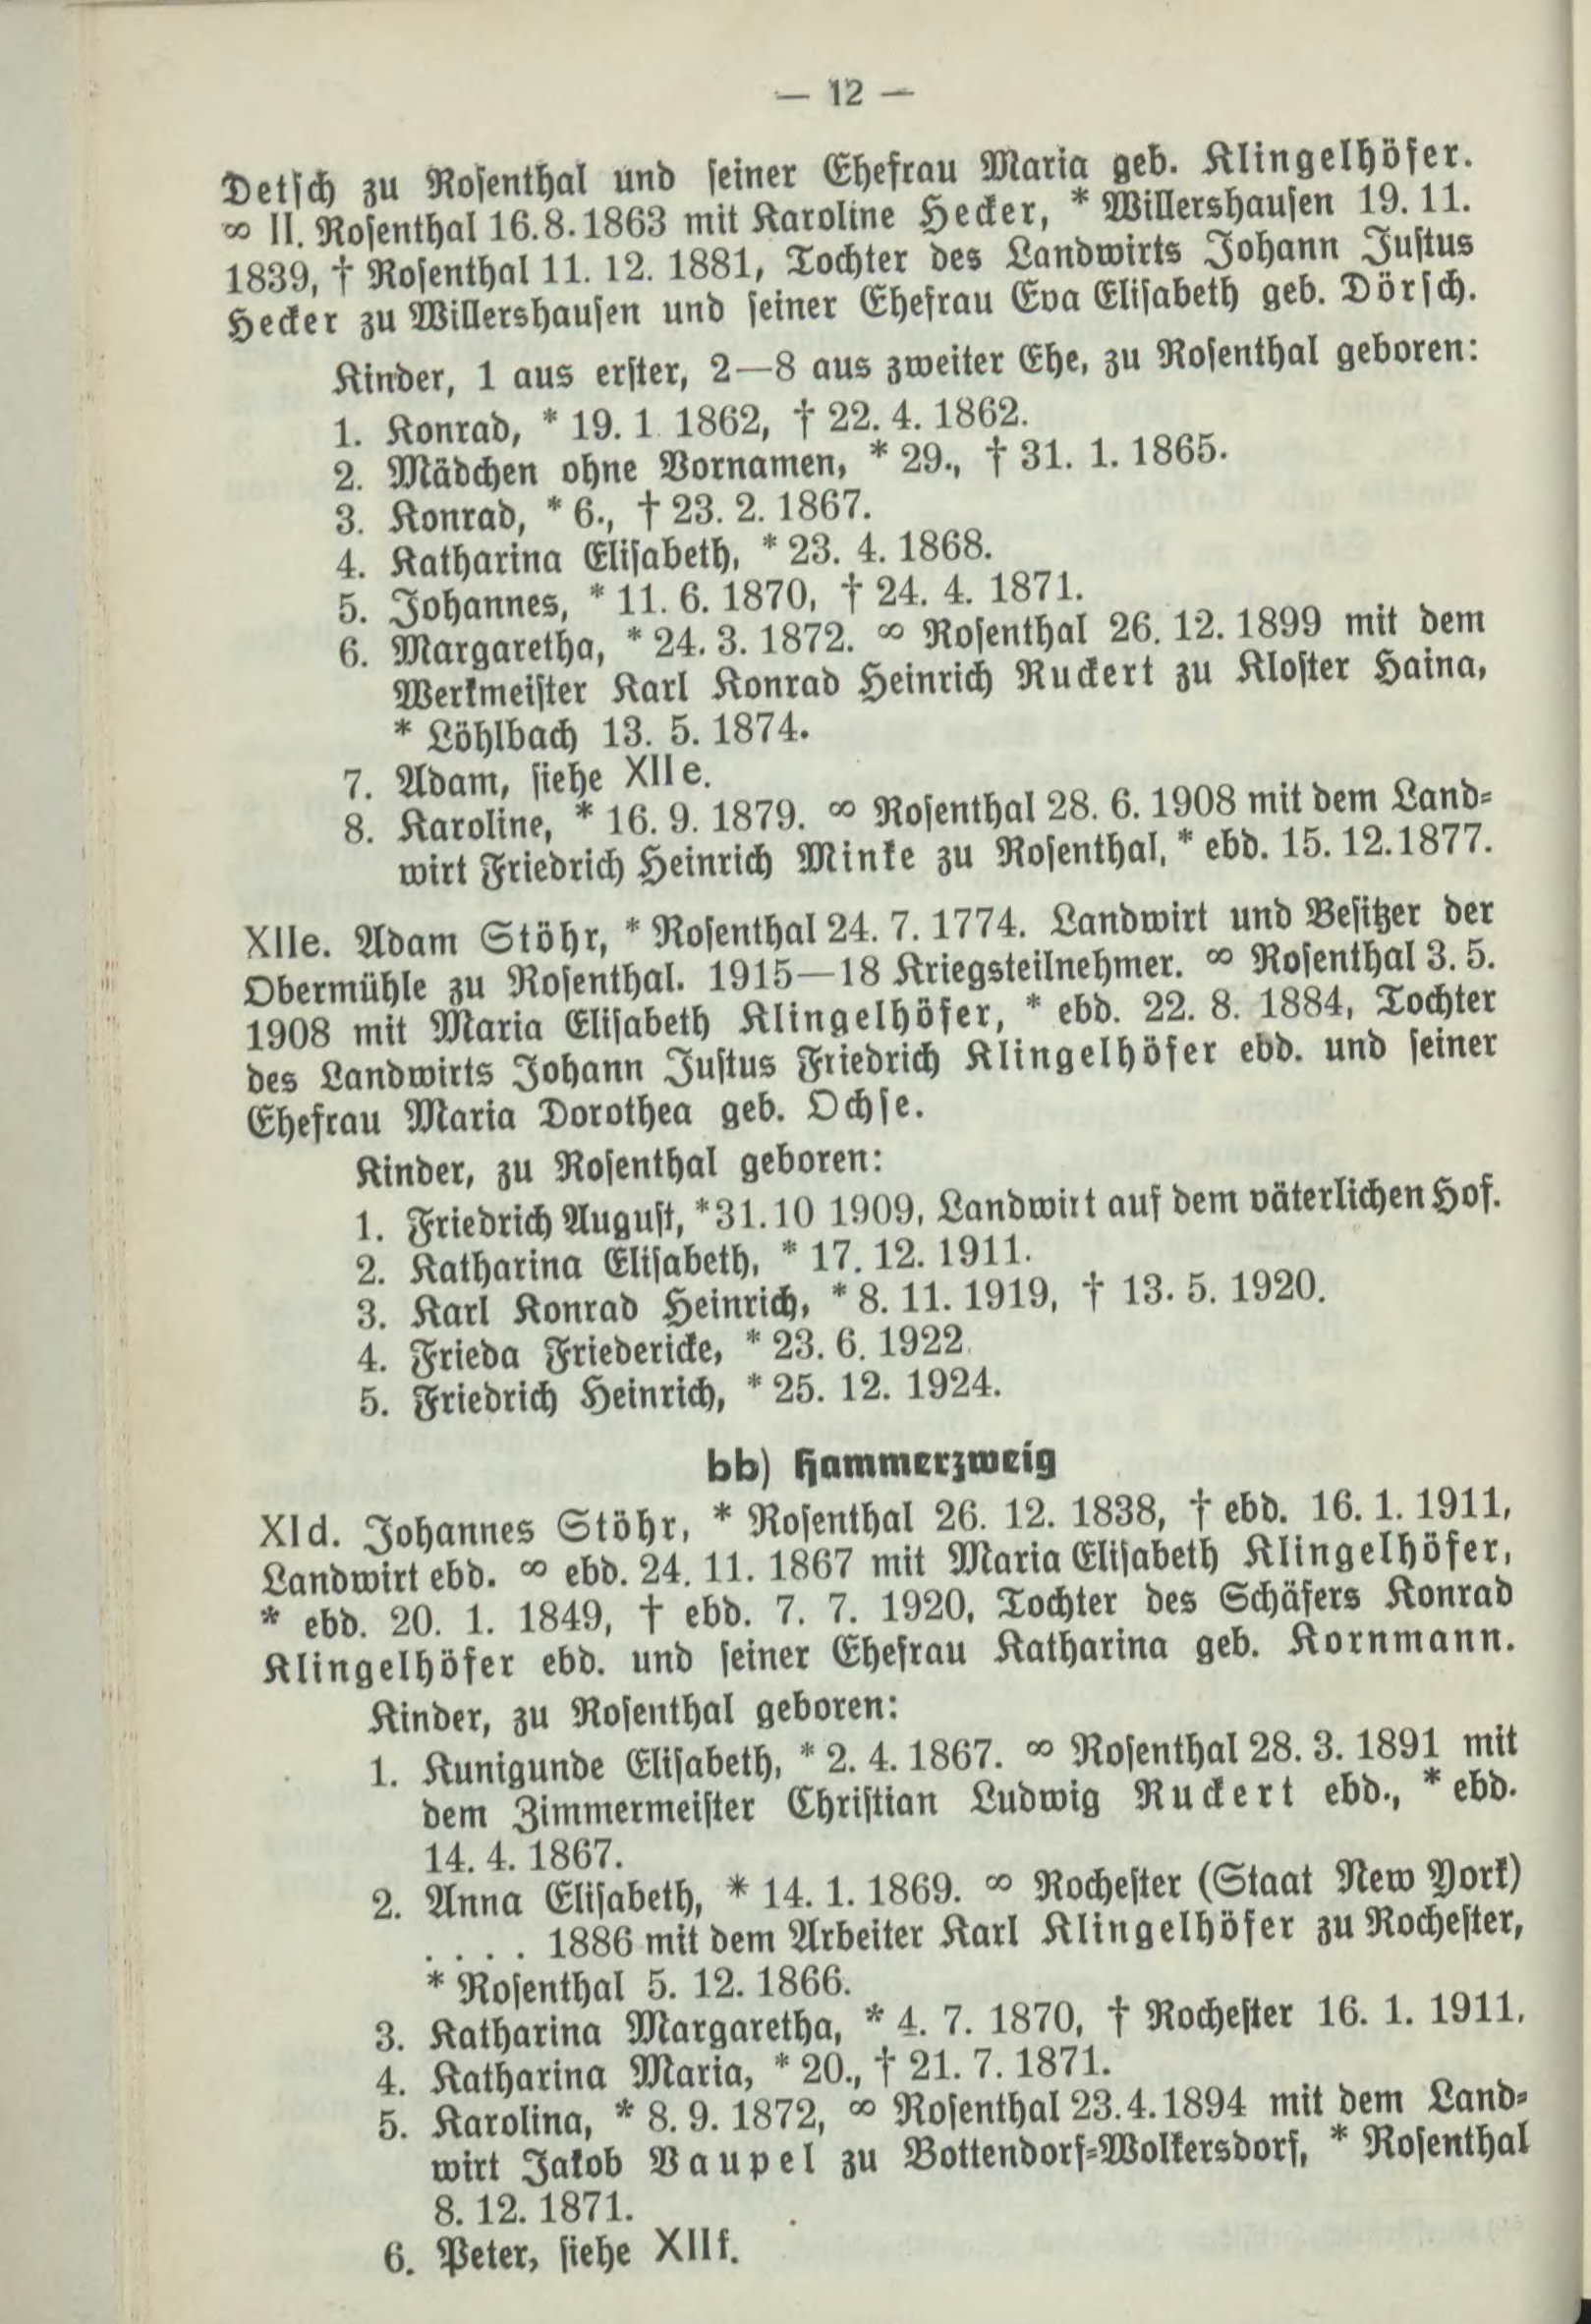 — 12 —
Detsch zu Rosenthal und seiner Ehefrau Maria geb. Klingelhöfer.
∞ II. Rosenthal 16. 8. 1863 mit Karoline Hecker, * Willershausen 19. 11.
1839, † Rosenthal 11. 12. 1881, Tochter des Landwirts Johann Justus
Hecker zu Willershausen und seiner Ehefrau Eva Elisabeth geb. Dörsch.
Kinder, 1 aus erster, 2—8 aus zweiter Ehe, zu Rosenthal geboren:
1. Konrad, * 19. 1 1862, † 22. 4. 1862.
2. Mädchen ohne Vornamen, * 29., † 31. 1. 1865.
3. Konrad, * 6., † 23. 2. 1867.
4. Katharina Elisabeth, * 23. 4. 1868.
5. Johannes, * 11. 6. 1870, † 24. 4. 1871.
6. Margaretha, * 24. 3. 1872. ∞ Rosenthal 26. 12. 1899 mit dem
Werkmeister Karl Konrad Heinrich Ruckert zu Kloster Haina,
* Löhlbach 13. 5. 1874.
7. Adam, siehe XII e.
8. Karoline, * 16. 9. 1879. ∞ Rosenthal 28. 6. 1908 mit dem Land-
wirt Friedrich Heinrich Minke zu Rosenthal, * ebd. 15. 12. 1877.
XIIe. Adam Stöhr, * Rosenthal 24. 7. 1774. Landwirt und Besitzer der
Obermühle zu Rosenthal. 1915—18 Kriegsteilnehmer. ∞ Rosenthal 3. 5.
1908 mit Maria Elisabeth Klingelhöfer, * ebd. 22. 8. 1884, Tochter
des Landwirts Johann Justus Friedrich Klingelhöfer ebd. und seiner
Ehefrau Maria Dorothea geb. Ochse.
Kinder, zu Rosenthal geboren:
1. Friedrich August, * 31. 10 1909, Landwirt auf dem väterlichen Hof.
2. Katharina Elisabeth, * 17. 12. 1911.
3. Karl Konrad Heinrich, * 8. 11. 1919, † 13. 5. 1920.
4. Frieda Friedericke, * 23. 6. 1922.
5. Friedrich Heinrich, * 25. 12. 1924.
bb) Hammerzweig
XId. Johannes Stöhr, * Rosenthal 26. 12. 1838, † ebd. 16. 1. 1911,
Landwirt ebd. ∞ ebd. 24. 11. 1867 mit Maria Elisabeth Klingelhöfer,
* ebd. 20. 1. 1849, † ebd. 7. 7. 1920, Tochter des Schäfers Konrad
Klingelhöfer ebd. und seiner Ehefrau Katharina geb. Kornmann.
Kinder, zu Rosenthal geboren:
1. Kunigunde Elisabeth, * 2. 4. 1867. ∞ Rosenthal 28. 3. 1891 mit
dem Zimmermeister Christian Ludwig Ruckert ebd., * ebd.
14. 4. 1867.
2. Anna Elisabeth, * 14. 1. 1869. ∞ Rochester (Staat New York)
. . . . 1886 mit dem Arbeiter Karl Klingelhöfer zu Rochester,
* Rosenthal 5. 12. 1866.
3. Katharina Margaretha, * 4. 7. 1870, † Rochester 16. 1. 1911,
4. Katharina Maria, * 20., † 21. 7. 1871.
5. Karolina, * 8. 9. 1872, ∞ Rosenthal 23. 4. 1894 mit dem Land-
wirt Jakob Vaupel zu Bottendorf-Wolkersdorf, * Rosenthal
8. 12. 1871.
6. Peter, siehe XII f.